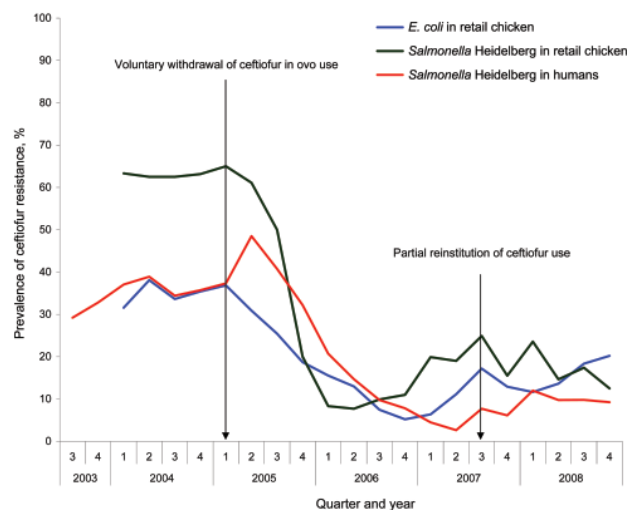 100
90
80
70
60
50
40
30
20
10
0
Prevalence of ceftiofur resistance, %
E. coli in retail chicken
Salmonella Heidelberg in retail chicken
Salmonella Heidelberg in humans
Voluntary withdrawal of ceftiofur in ovo use
Partial reinstitution of ceftiofur use
3 4 1 2 3 4 1 2 3 4 1 2 3 4 1 2 3 4 1 2 3 4
2003 2004 2005 2006 2007 2008
Quarter and year